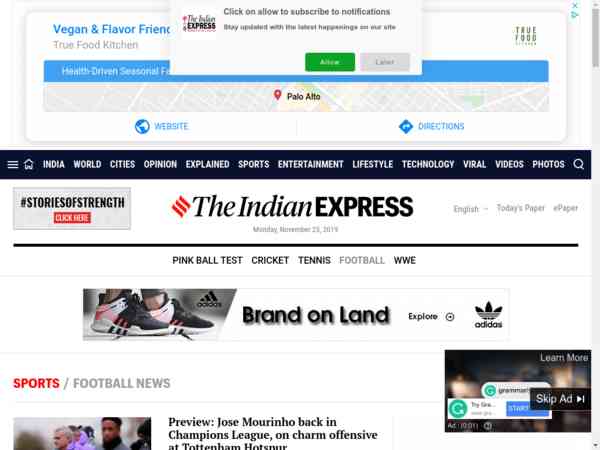 Vegan & Flavor Friend
True Food Kitchen
The Indian
EXPRESS
Click on allow to subscribe to notifications
Stay updated with the latest happenings on our site
Allow
Later
TRUE
FOOD
KITCHEN
Health-Driven Seasonal Fa
Palo Alto
WEBSITE
DIRECTIONS
INDIA WORLD CITIES OPINION EXPLAINED SPORTS ENTERTAINMENT LIFESTYLE TECHNOLOGY VIRAL VIDEOS PHOTOS
#STORIESOFSTRENGTH
CLICK HERE
The Indian EXPRESS
English
Today's Paper
ePaper
Monday, November 25, 2019
PINK BALL TEST CRICKET TENNIS FOOTBALL WWE
adidas
Brand on Land
Explore
adidas
SPORTS / FOOTBALL NEWS
Learn More
grammarly
Try Gre...
START
Skip Ad
Ad : (0:01)
Preview: Jose Mourinho back in
Champions League, on charm offensive
at Tottenham Hotspur